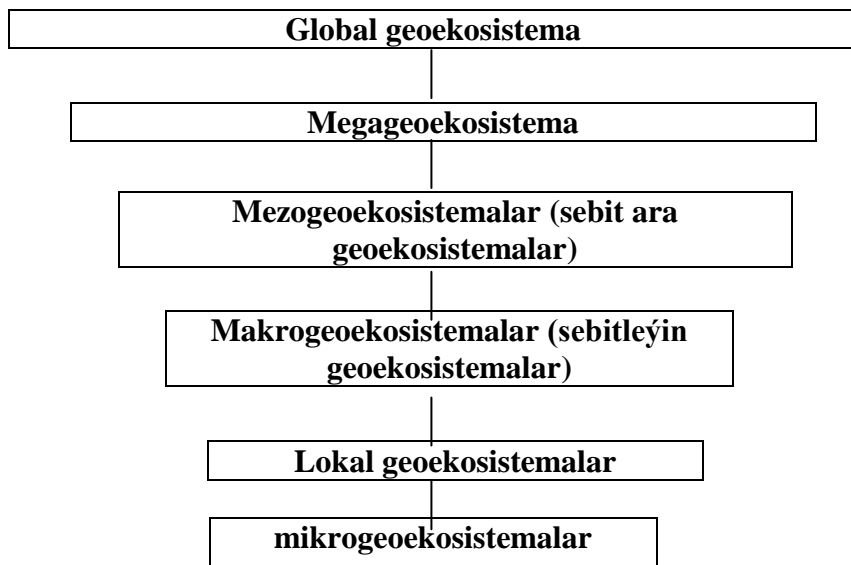 Global geoekosistema
Megageoekosistema
Mezogeoekosistemalar (sebit ara
geoekosistemalar)
Makrogeoekosistemalar (sebitleýin
geoekosistemalar)
Lokal geoekosistemalar
mikrogeoekosistemalar